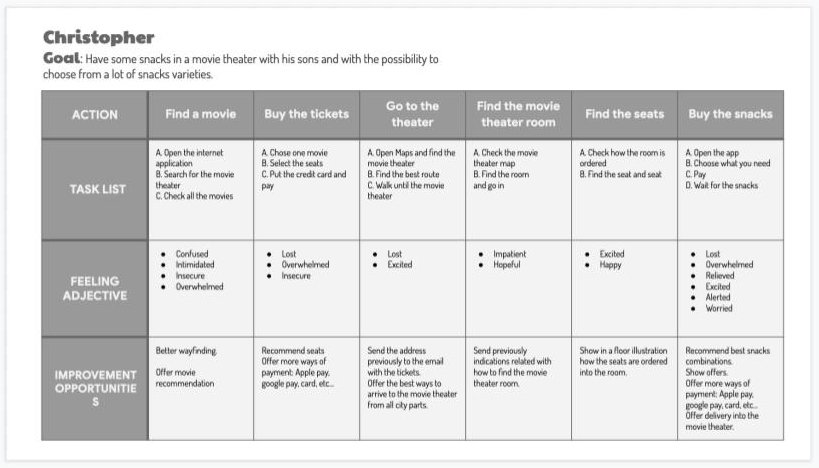 Christopher
Goal: Have some snacks in a movie theater with his sons and with the possibility to
choose from a lot of snacks varieties.
ACTION
Find a movie
Buy the tickets
Go to the
theater
Find the movie
theater room
Find the seats
Buy the snacks
TASK LIST
A. Open the internet
application
B. Search for the movie
theater
C. Check all the movies
A. Chose one movie
B. Select the seats
C. Put the credit card and
pay
A. Open Maps and find the
movie theater
B. Find the best route
C. Walk until the movie
theater
A. Check the movie
theater map
B. Find the room
and go in
A. Check how the room is
ordered
B. Find the seat and seat
A. Open the app
B. Choose what you need
C. Pay
D. Wait for the snacks
FEELING
ADJECTIVE
● Confused
● Intimidated
● Insecure
● Overwhelmed
● Lost
● Overwhelmed
● Insecure
● Lost
● Excited
● Impatient
● Hopeful
● Excited
● Happy
● Lost
● Overwhelmed
● Relieved
● Excited
● Alerted
● Worried
IMPROVEMENT
OPPORTUNITIE
S
Better wayfinding.
Offer movie
recommendation
Recommend seats
Offer more ways of
payment: Apple pay,
google pay, card, etc..
Send the address
previously to the email
with the tickets.
Offer the best ways to
arrive to the movie theater
from all city parts.
Send previously
indications related with
how to find the movie
theater room.
Show in a floor illustration
how the seats are ordered
into the room.
Recommend best snacks
combinations.
Show offers.
Offer more ways of
payment: Apple pay,
google pay, card, etc..
Offer delivery into the
movie theater.